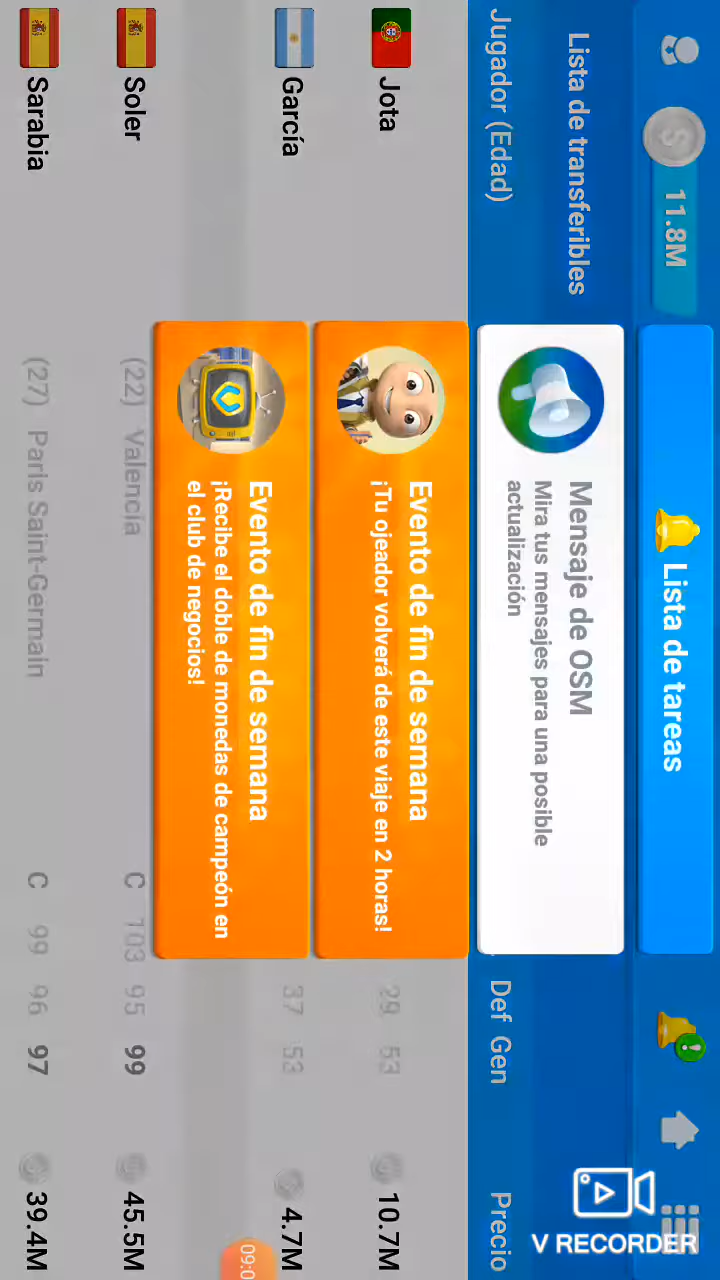 11.8M
Lista de tareas
Lista de transferibles
Jugador (Edad)
Def Gen
Precio
V RECORDER
Mensaje de OSM
Mira tus mensajes para una posible
actualización
Evento de fin de semana
¡Tu ojeador volverá de este viaje en 2 horas!
Evento de fin de semana
¡Recibe el doble de monedas de campeón en
el club de negocios!
Jota 29 53 10.7M
García 37 53 4.7M
Soler (22) Valencia C 103 95 99 45.5M
Sarabia (27) Paris Saint-Germain C 99 96 97 39.4M